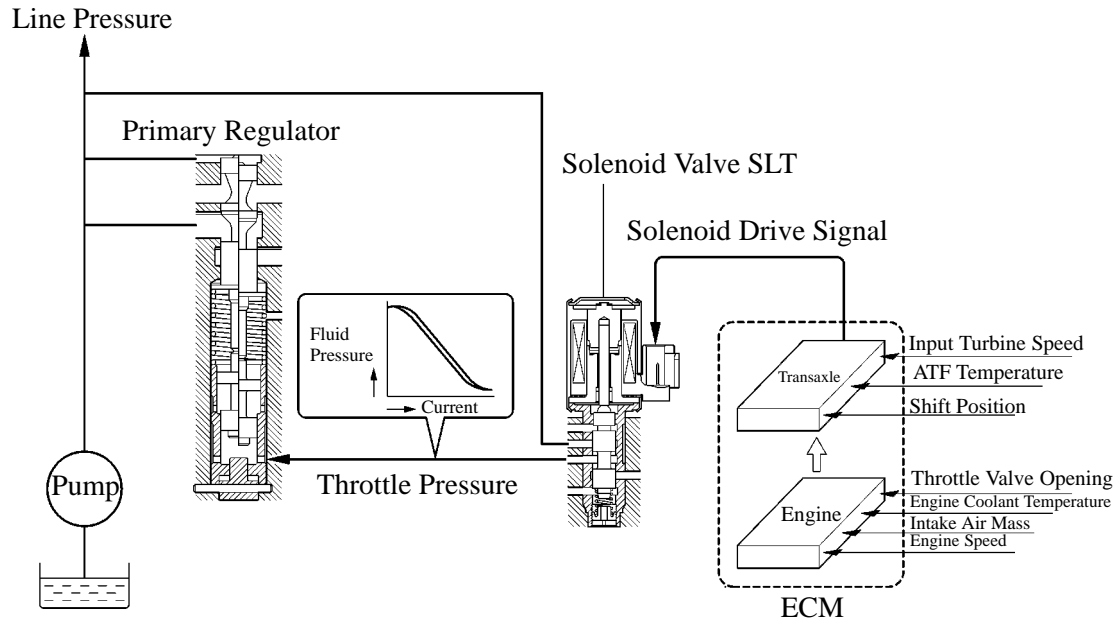 Line Pressure
Primary Regulator
Solenoid Valve SLT
Solenoid Drive Signal
Fluid
Pressure
Current
Transaxle
Input Turbine Speed
ATF Temperature
Shift Position
Pump
Throttle Pressure
Engine
Throttle Valve Opening
Engine Coolant Temperature
Intake Air Mass
Engine Speed
ECM